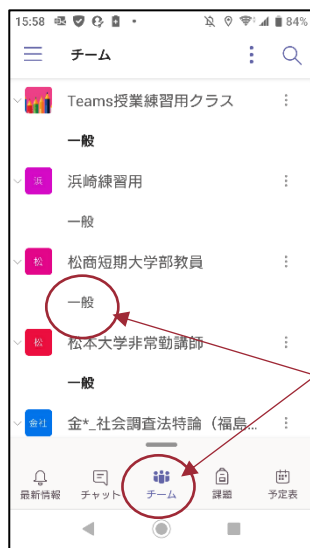 15:58 84%
チーム
Teams授業練習用クラス
一般
浜 浜崎練習用
一般
松 松商短期大学部教員
一般
松 松本大学非常勤講師
一般
会社 金*_社会調査法特論（福島...
最新情報 チャット チーム 課題 予定表